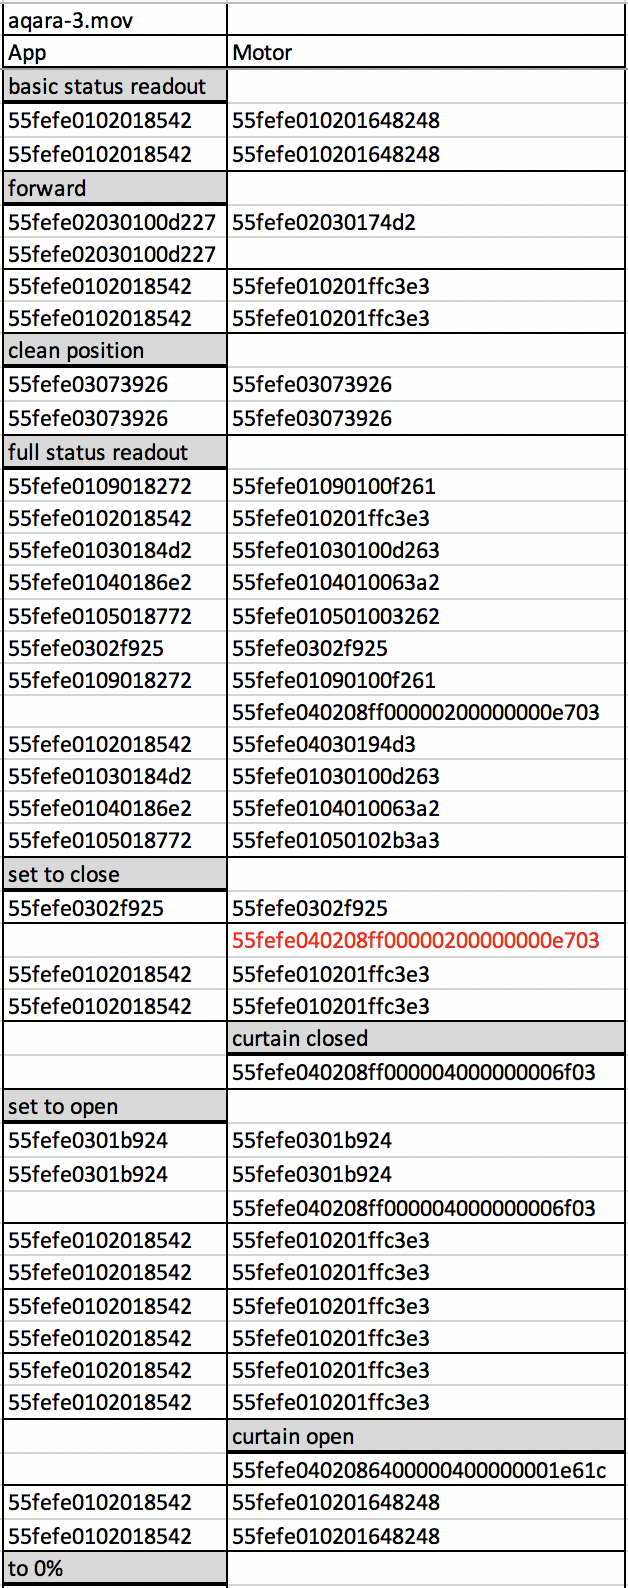 aqara-3.mov
App Motor
basic status readout
55fefe0102018542 55fefe010201648248
55fefe0102018542 55fefe010201648248
forward
55fefe02030100d227 55fefe02030174d2
55fefe02030100d227
55fefe0102018542 55fefe010201ffc3e3
55fefe0102018542 55fefe010201ffc3e3
clean position
55fefe03073926 55fefe03073926
55fefe03073926 55fefe03073926
full status readout
55fefe0109018272 55fefe01090100f261
55fefe0102018542 55fefe010201ffc3e3
55fefe01030184d2 55fefe01030100d263
55fefe01040186e2 55fefe0104010063a2
55fefe0105018772 55fefe010501003262
55fefe0302f925 55fefe0302f925
55fefe0109018272 55fefe01090100f261
55fefe040208ff00000200000000e703
55fefe0102018542 55fefe04030194d3
55fefe01030184d2 55fefe01030100d263
55fefe01040186e2 55fefe0104010063a2
55fefe0105018772 55fefe01050102b3a3
set to close
55fefe0302f925 55fefe0302f925
55fefe040208ff00000200000000e703
55fefe0102018542 55fefe010201ffc3e3
55fefe0102018542 55fefe010201ffc3e3
curtain closed
55fefe040208ff000004000000006f03
set to open
55fefe0301b924 55fefe0301b924
55fefe0301b924 55fefe0301b924
55fefe040208ff000004000000006f03
55fefe0102018542 55fefe010201ffc3e3
55fefe0102018542 55fefe010201ffc3e3
55fefe0102018542 55fefe010201ffc3e3
55fefe0102018542 55fefe010201ffc3e3
55fefe0102018542 55fefe010201ffc3e3
55fefe0102018542 55fefe010201ffc3e3
curtain open
55fefe0402086400000400000001e61c
55fefe0102018542 55fefe010201648248
55fefe0102018542 55fefe010201648248
to 0%